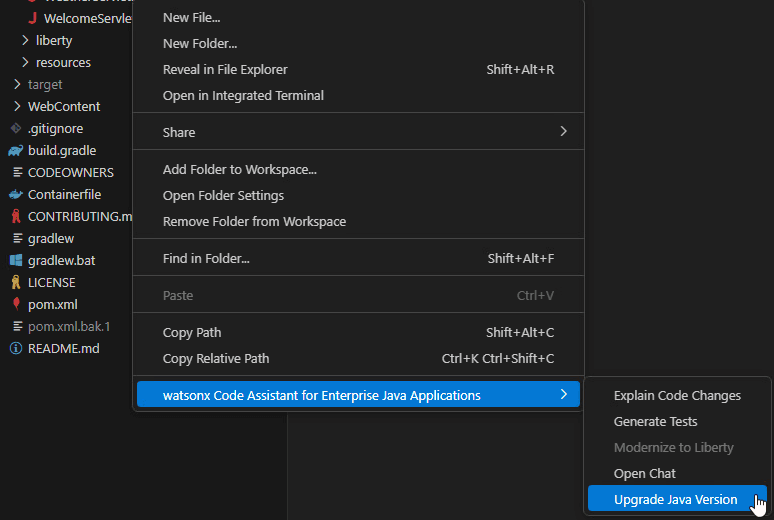 WelcomeServle
liberty
resources
target
WebContent
.gitignore
build.gradle
CODEOWNERS
Containerfile
CONTRIBUTING.m
gradlew
gradlew.bat
LICENSE
pom.xml
pom.xml.bak.1
README.md
New File...
New Folder...
Reveal in File Explorer Shift+Alt+R
Open in Integrated Terminal
Share
Add Folder to Workspace...
Open Folder Settings
Remove Folder from Workspace
Find in Folder... Shift+Alt+F
Paste Ctrl+V
Copy Path Shift+Alt+C
Copy Relative Path Ctrl+K Ctrl+Shift+C
watsonx Code Assistant for Enterprise Java Applications
Explain Code Changes
Generate Tests
Modernize to Liberty
Open Chat
Upgrade Java Version